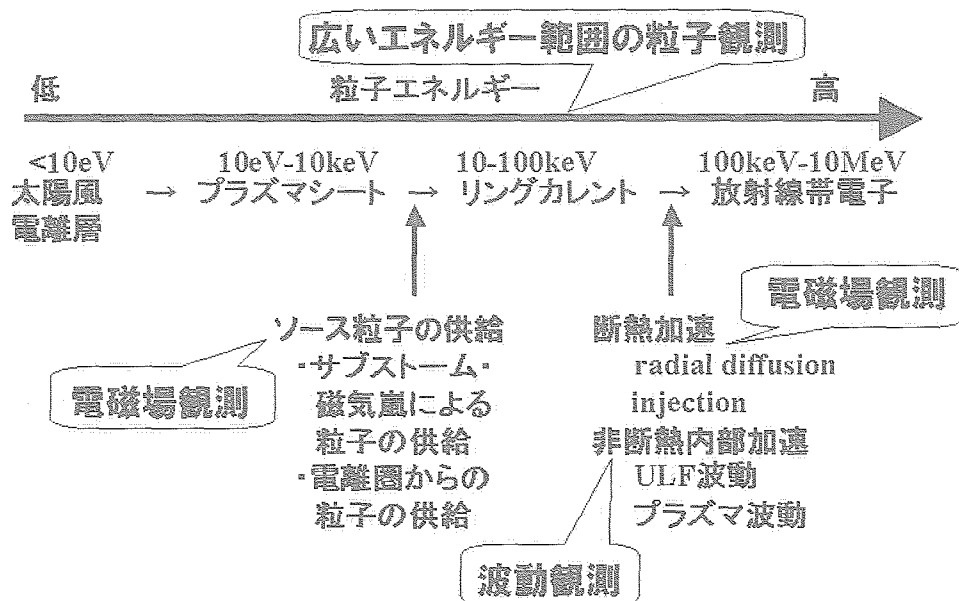 広いエネルギー範囲の粒子観測
低 粒子エネルギー 高
<10eV 10eV-10keV 10-100keV 100keV-10MeV
太陽風 → プラズマシート → リングカレント → 放射線帯電子
電離層
電磁場観測
ソース粒子の供給
・サブストーム・
磁気嵐による
粒子の供給
・電離圏からの
粒子の供給
電磁場観測
断熱加速
radial diffusion
injection
非断熱内部加速
ULF波動
プラズマ波動
波動観測